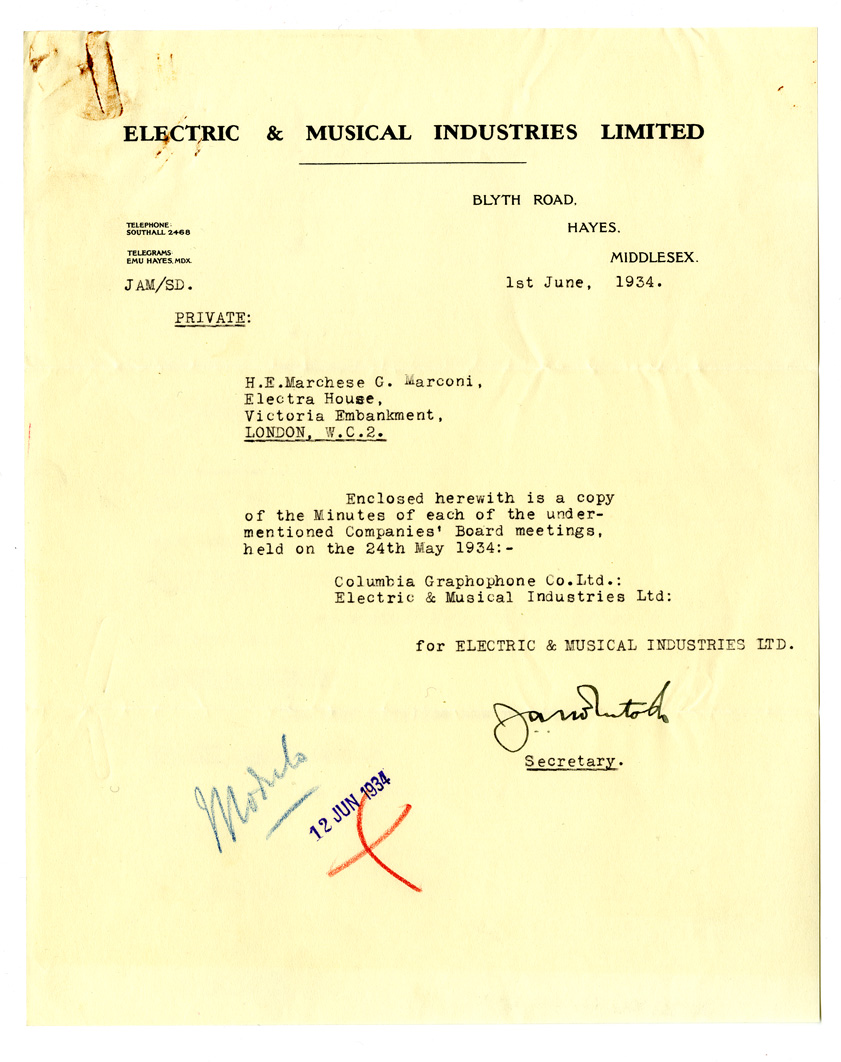 ELECTRIC & MUSICAL INDUSTRIES LIMITED
BLYTH ROAD.
HAYES.
MIDDLESEX.
TELEPHONE:
SOUTHALL 2468
TELEGRAMS:
EMU HAYES, MDX.
JAM/SD.
1st June, 1934.
PRIVATE:
H.E.Marchese G. Marconi,
Electra House,
Victoria Embankment,
LONDON, W.C.2.
Enclosed herewith is a copy
of the Minutes of each of the under-
mentioned Companies' Board meetings,
held on the 24th May 1934:-
Columbia Graphophone Co.Ltd.:
Electric & Musical Industries Ltd:
for ELECTRIC & MUSICAL INDUSTRIES LTD.
Secretary.
12 JUN 1934